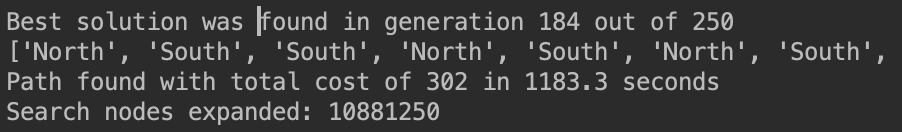 Best solution was found in generation 184 out of 250
['North', 'South', 'South', 'North', 'South', 'North', 'South',
Path found with total cost of 302 in 1183.3 seconds
Search nodes expanded: 10881250